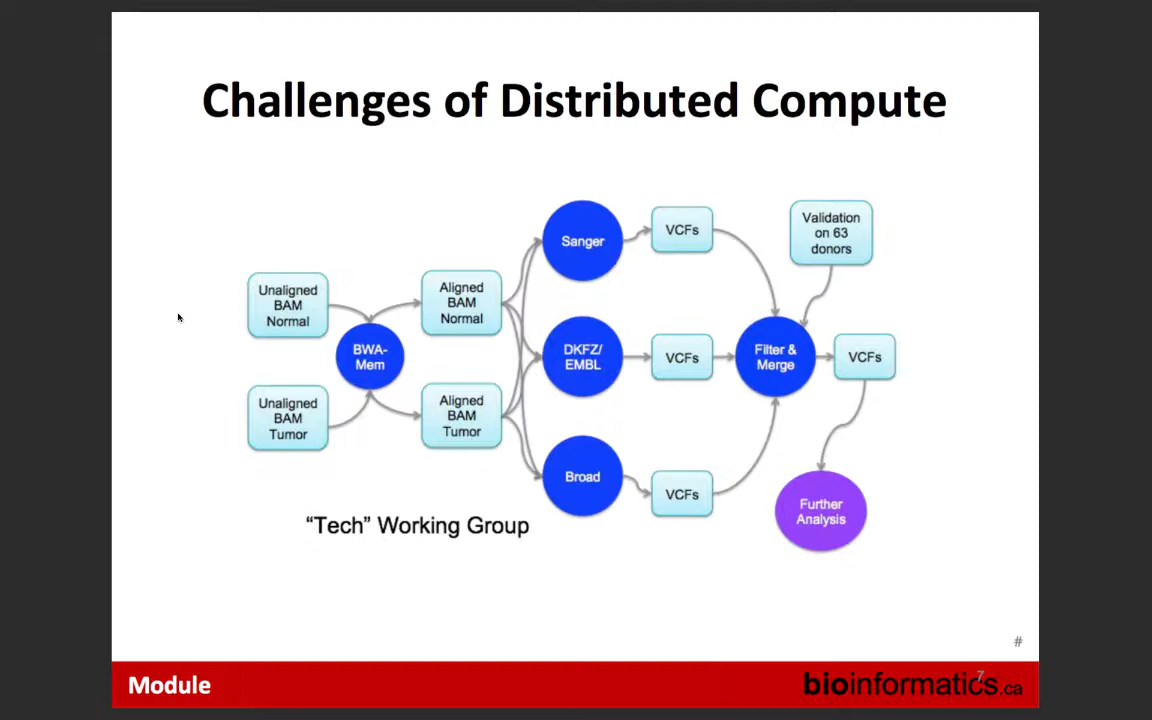 Challenges of Distributed Compute
Unaligned
BAM
Normal
Unaligned
BAM
Tumor
BWA-
Mem
Aligned
BAM
Normal
Aligned
BAM
Tumor
Sanger
DKFZ/
EMBL
Broad
VCFs
VCFs
VCFs
Validation
on 63
donors
Filter &
Merge
VCFs
Further
Analysis
“Tech” Working Group
#
Module
7
bioinformatics.ca